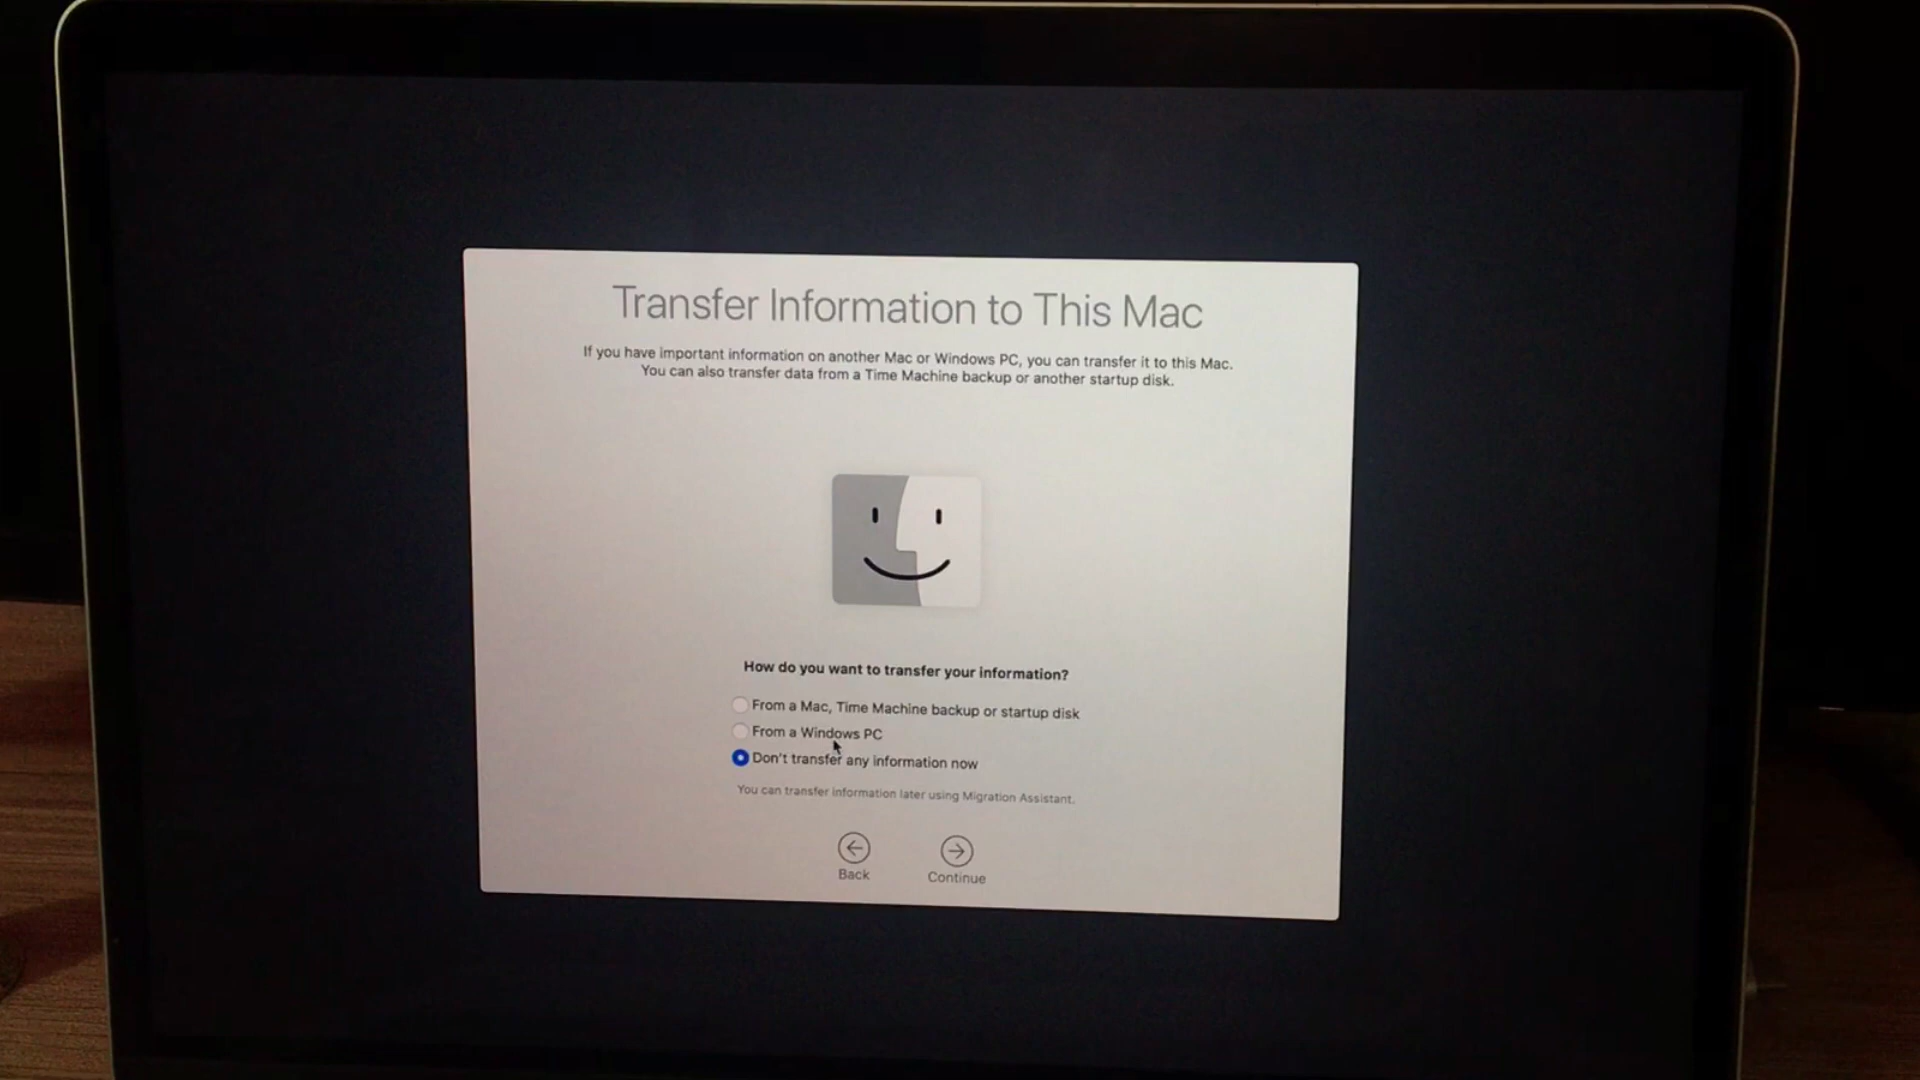 Transfer Information to This Mac
If you have important information on another Mac or Windows PC, you can transfer it to this Mac.
You can also transfer data from a Time Machine backup or another startup disk.
How do you want to transfer your information?
From a Mac, Time Machine backup or startup disk
From a Windows PC
Don't transfer any information now
You can transfer information later using Migration Assistant.
Back
Continue